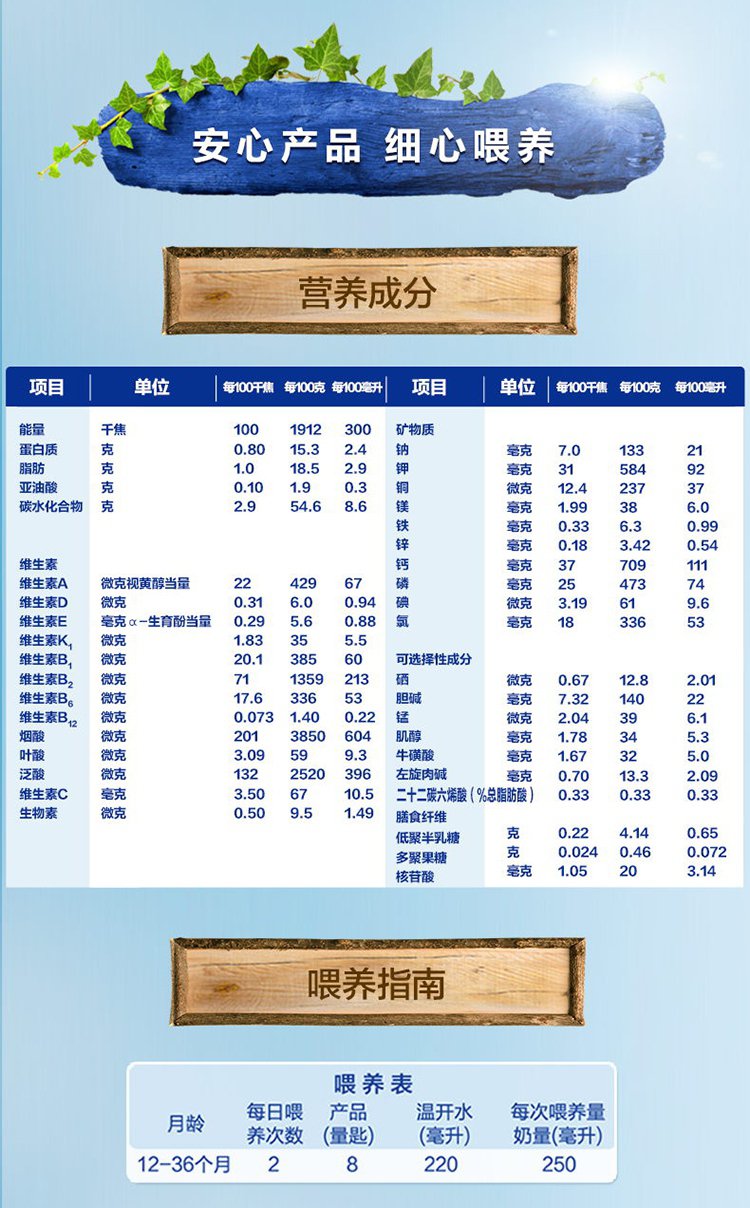 安心产品 细心喂养
营养成分
项目 单位 每100千焦 每100克 每100毫升
能量 千焦 100 1912 300
蛋白质 克 0.80 15.3 2.4
脂肪 克 1.0 18.5 2.9
亚油酸 克 0.10 1.9 0.3
碳水化合物 克 2.9 54.6 8.6
维生素
维生素A 微克视黄醇当量 22 429 67
维生素D 微克 0.31 6.0 0.94
维生素E 毫克α-生育酚当量 0.29 5.6 0.88
维生素K1 微克 1.83 35 5.5
维生素B1 微克 20.1 385 60
维生素B2 微克 71 1359 213
维生素B6 微克 17.6 336 53
维生素B12 微克 0.073 1.40 0.22
烟酸 微克 201 3850 604
叶酸 微克 3.09 59 9.3
泛酸 微克 132 2520 396
维生素C 毫克 3.50 67 10.5
生物素 微克 0.50 9.5 1.49
项目 单位 每100千焦 每100克 每100毫升
矿物质
钠 毫克 7.0 133 21
钾 毫克 31 584 92
铜 微克 12.4 237 37
镁 毫克 1.99 38 6.0
铁 毫克 0.33 6.3 0.99
锌 毫克 0.18 3.42 0.54
钙 毫克 37 709 111
磷 毫克 25 473 74
碘 微克 3.19 61 9.6
氯 毫克 18 336 53
可选择性成分
硒 微克 0.67 12.8 2.01
胆碱 毫克 7.32 140 22
锰 微克 2.04 39 6.1
肌醇 毫克 1.78 34 5.3
牛磺酸 毫克 1.67 32 5.0
左旋肉碱 毫克 0.70 13.3 2.09
二十二碳六烯酸(%总脂肪酸) 0.33 0.33 0.33
膳食纤维
低聚半乳糖 克 0.22 4.14 0.65
多聚果糖 克 0.024 0.46 0.072
核苷酸 毫克 1.05 20 3.14
喂养指南
喂养表
月龄 每日喂养次数 产品(量匙) 温开水(毫升) 每次喂养量奶量(毫升)
12-36个月 2 8 220 250